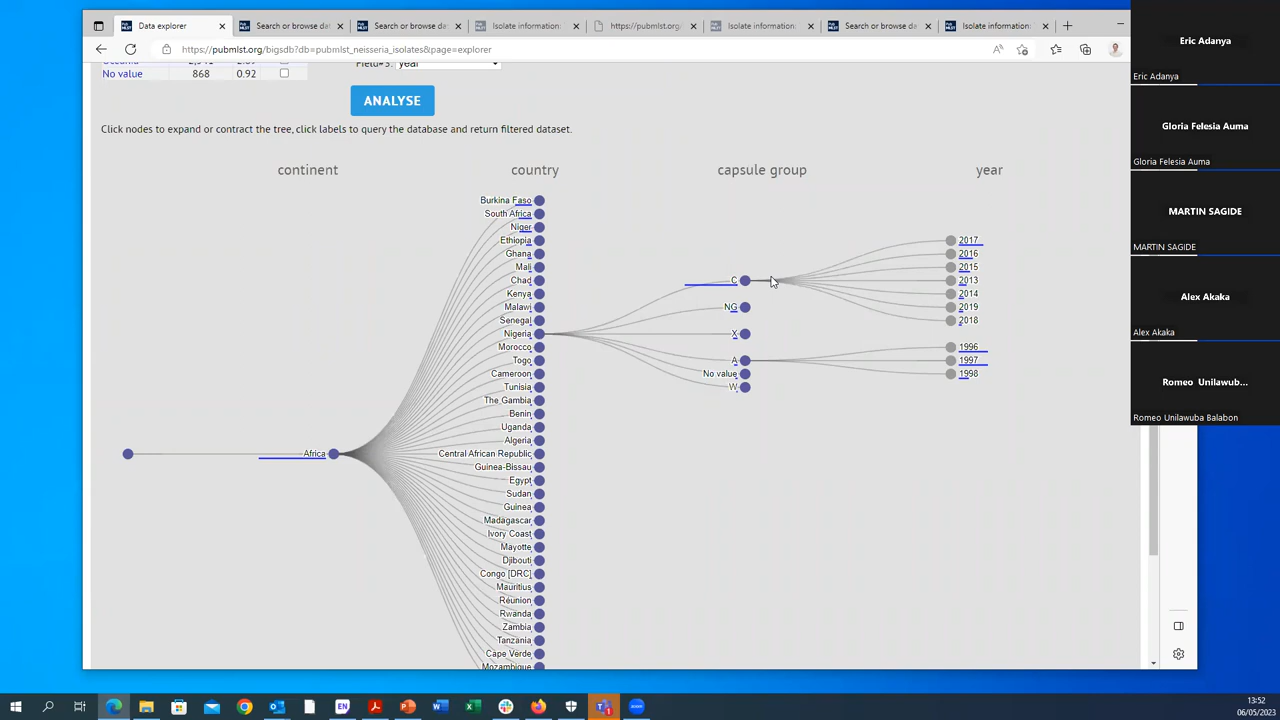 Data explorer
Search or browse da
Search or browse da
Isolate information:
https://pubmlst.org/
Isolate information:
Search or browse da
Isolate information:
https://pubmlst.org/bigsdb?db=pubmlst_neisseria_isolates&page=explorer
No value 868 0.92
Field#3: year
ANALYSE
Click nodes to expand or contract the tree, click labels to query the database and return filtered dataset.
continent country capsule group year
Burkina Faso
South Africa
Niger
Ethiopia
Ghana
Mali
Chad
Kenya
Malawi
Senegal
Nigeria
Morocco
Togo
Cameroon
Tunisia
The Gambia
Benin
Uganda
Algeria
Central African Republic
Guinea-Bissau
Egypt
Sudan
Guinea
Madagascar
Ivory Coast
Mayotte
Djibouti
Congo [DRC]
Mauritius
Réunion
Rwanda
Zambia
Tanzania
Cape Verde
Mozambique
Africa
C
NG
X
A
No value
W
2017
2016
2015
2013
2014
2019
2018
1996
1997
1998
Eric Adanya
Eric Adanya
Gloria Felesia Auma
Gloria Felesia Auma
MARTIN SAGIDE
MARTIN SAGIDE
Alex Akaka
Alex Akaka
Romeo Unilawub...
Romeo Unilawuba Balabon
EN
13:52
06/05/2023